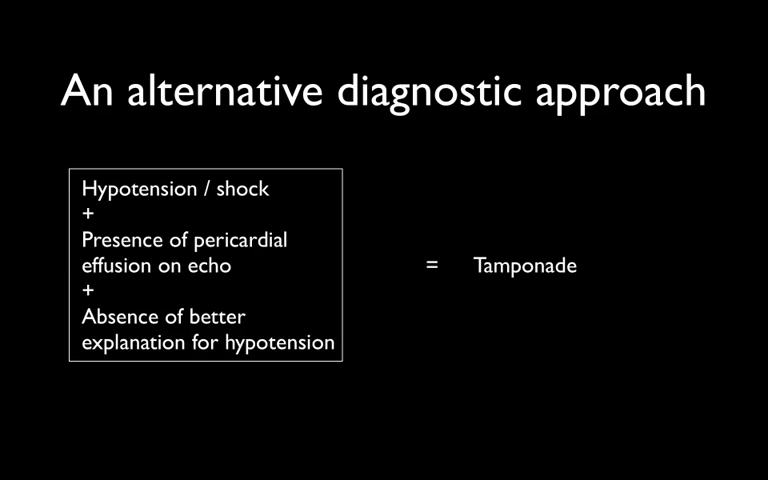 An alternative diagnostic approach
Hypotension / shock
+
Presence of pericardial
effusion on echo
+
Absence of better
explanation for hypotension
= Tamponade